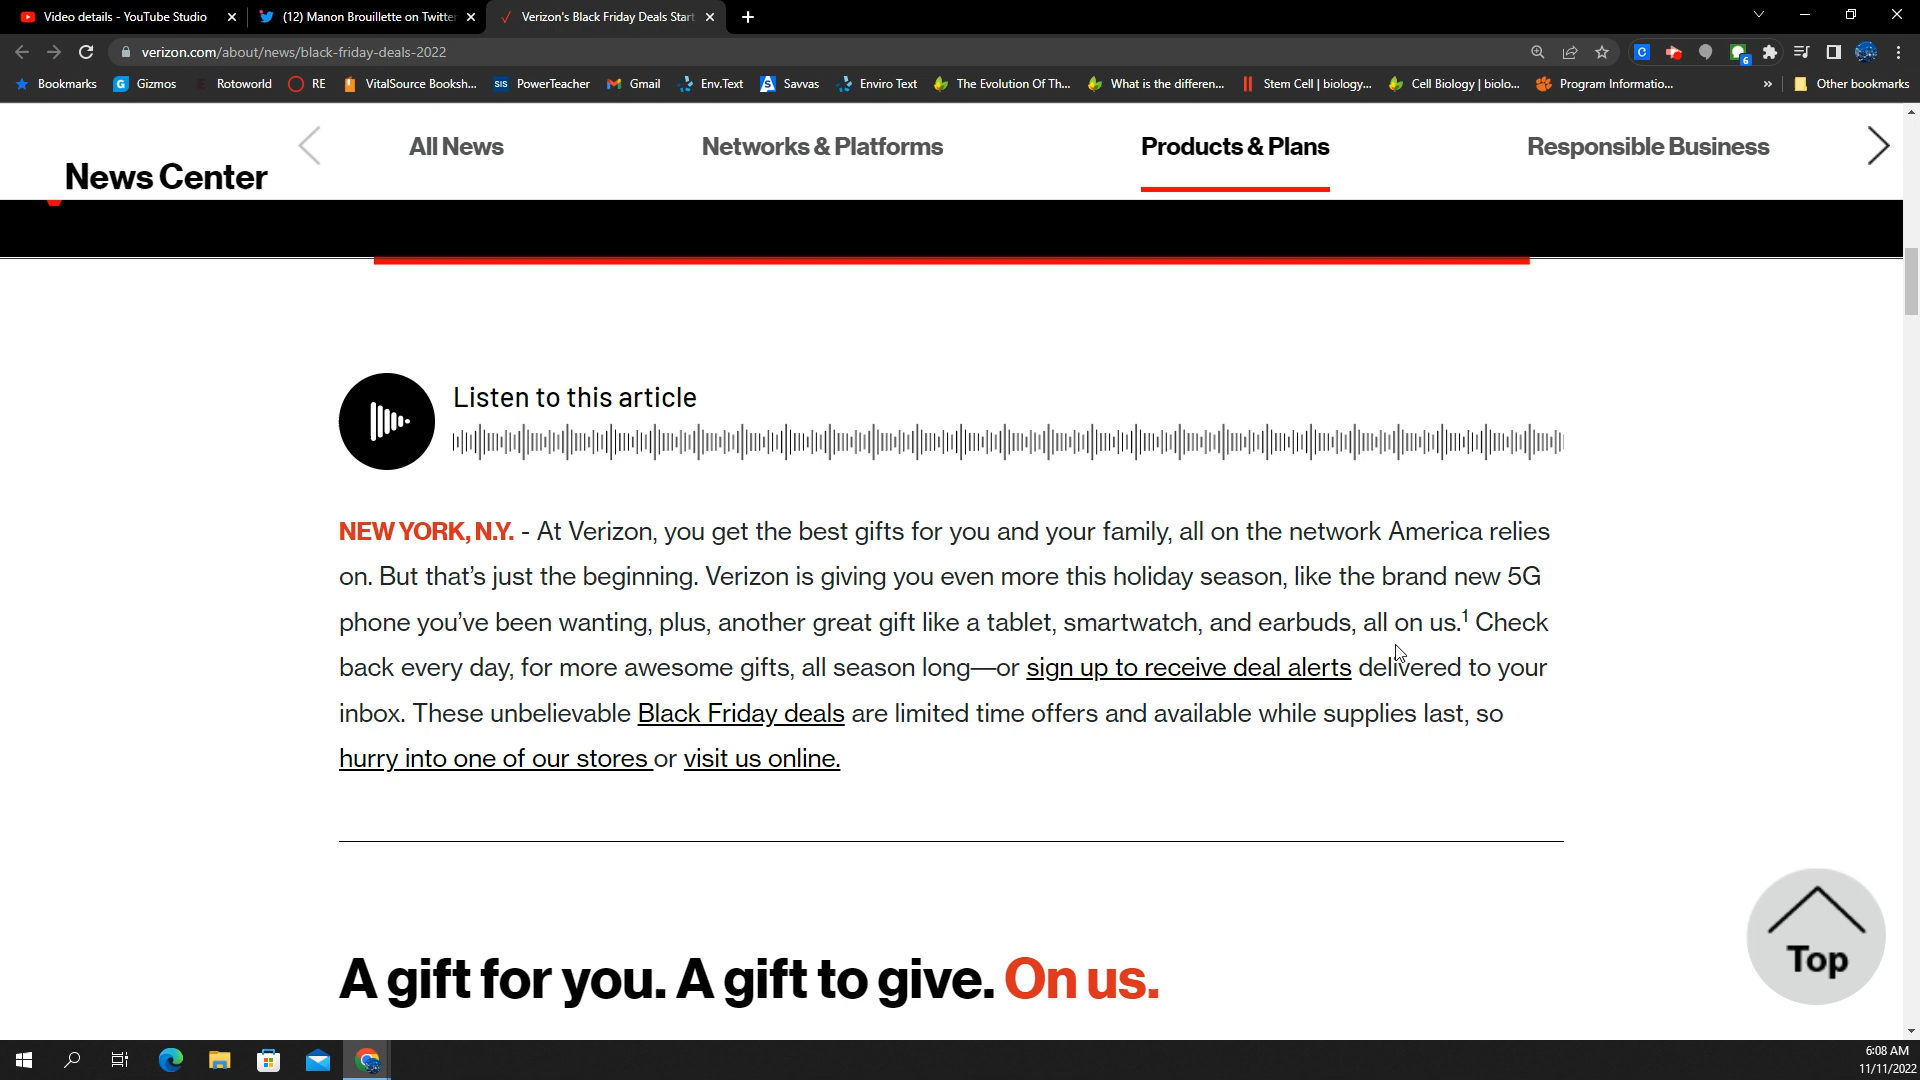 Video details - YouTube Studio
(12) Manon Brouillette on Twitter
Verizon's Black Friday Deals Start
verizon.com/about/news/black-friday-deals-2022
Bookmarks
Gizmos
Rotoworld
RE
VitalSource Booksh...
PowerTeacher
Gmail
Env.Text
Savvas
Enviro Text
The Evolution Of Th...
What is the differen...
Stem Cell | biology...
Cell Biology | biolo...
Program Informatio...
»
Other bookmarks
News Center
All News
Networks & Platforms
Products & Plans
Responsible Business
Listen to this article
NEW YORK, N.Y. - At Verizon, you get the best gifts for you and your family, all on the network America relies
on. But that's just the beginning. Verizon is giving you even more this holiday season, like the brand new 5G
phone you've been wanting, plus, another great gift like a tablet, smartwatch, and earbuds, all on us.¹ Check
back every day, for more awesome gifts, all season long—or sign up to receive deal alerts delivered to your
inbox. These unbelievable Black Friday deals are limited time offers and available while supplies last, so
hurry into one of our stores or visit us online.
A gift for you. A gift to give. On us.
Top
6:08 AM
11/11/2022